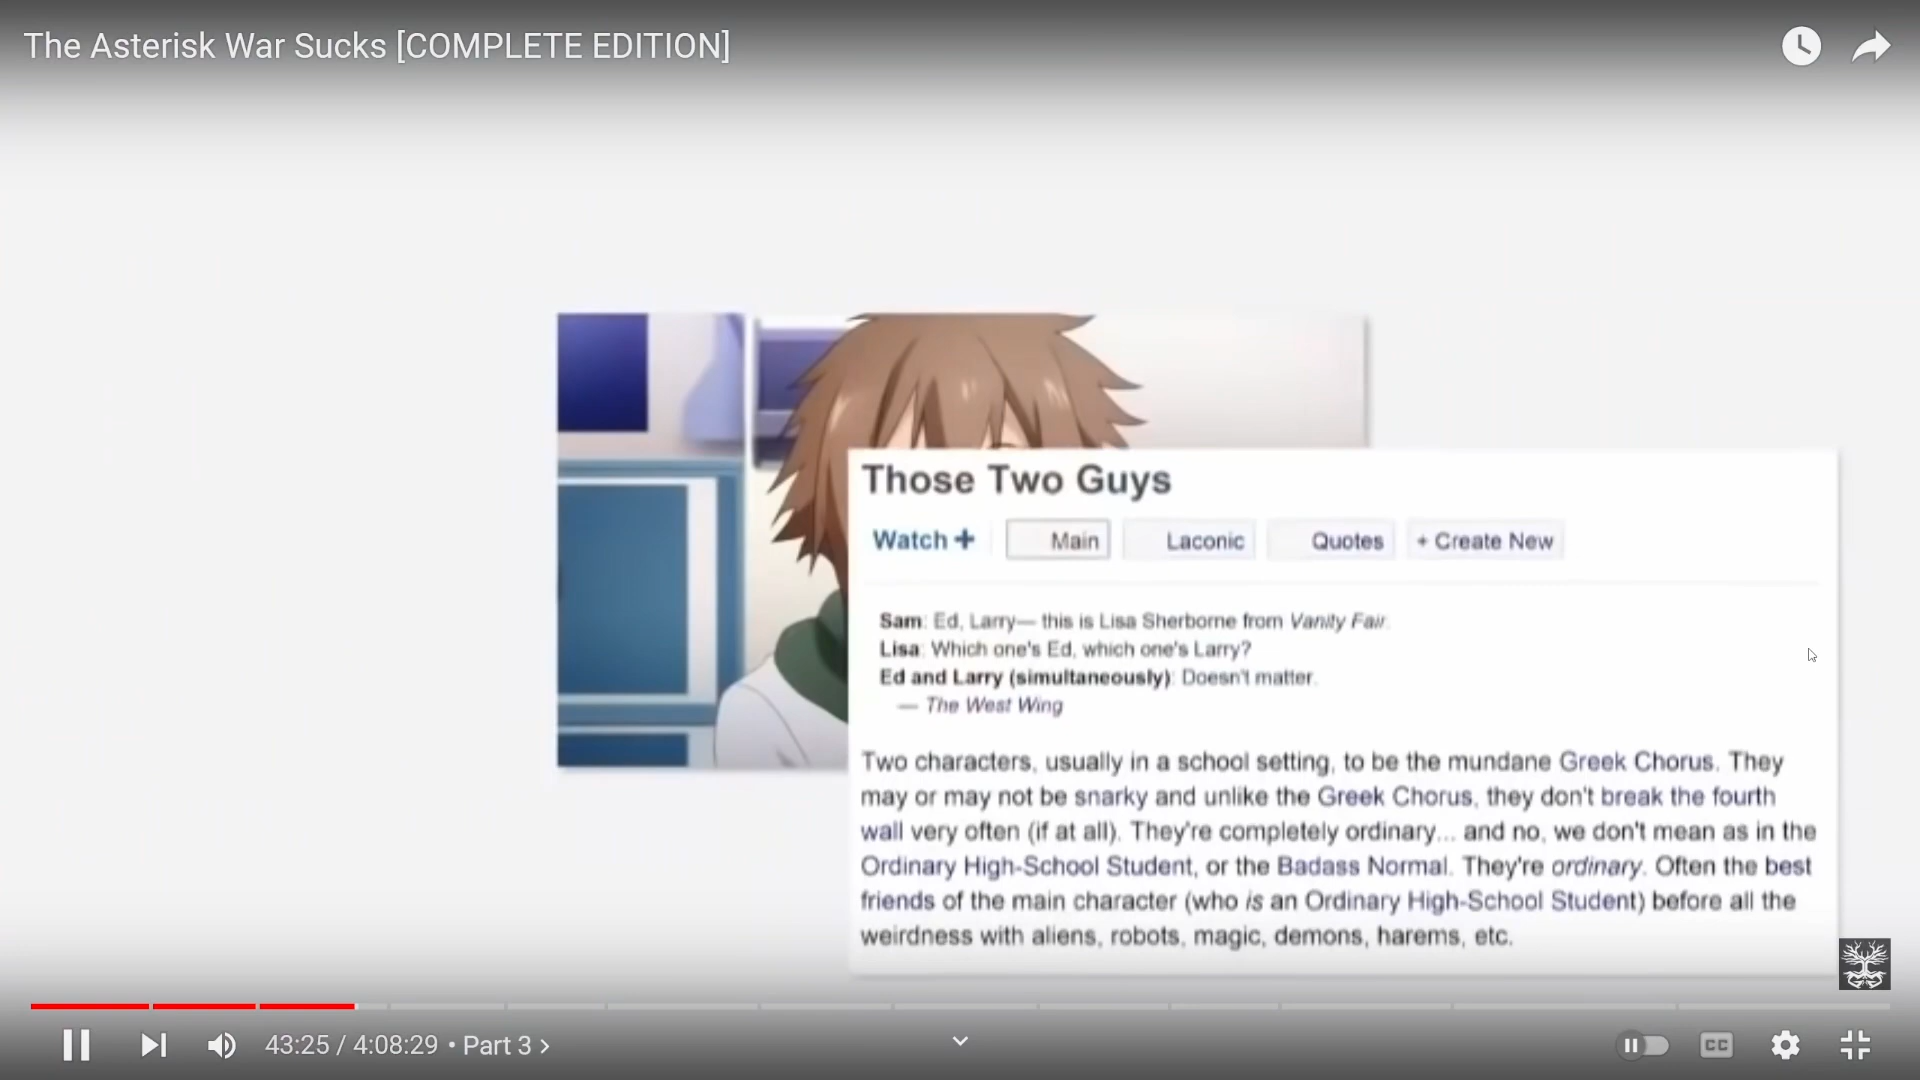 The Asterisk War Sucks [COMPLETE EDITION]
Those Two Guys
Watch + Main Laconic Quotes + Create New
Sam: Ed, Larry— this is Lisa Sherborne from Vanity Fair.
Lisa: Which one's Ed, which one's Larry?
Ed and Larry (simultaneously): Doesn't matter.
— The West Wing
Two characters, usually in a school setting, to be the mundane Greek Chorus. They
may or may not be snarky and unlike the Greek Chorus, they don't break the fourth
wall very often (if at all). They're completely ordinary... and no, we don't mean as in the
Ordinary High-School Student, or the Badass Normal. They're ordinary. Often the best
friends of the main character (who is an Ordinary High-School Student) before all the
weirdness with aliens, robots, magic, demons, harems, etc.
43:25 / 4:08:29 • Part 3 >
CC